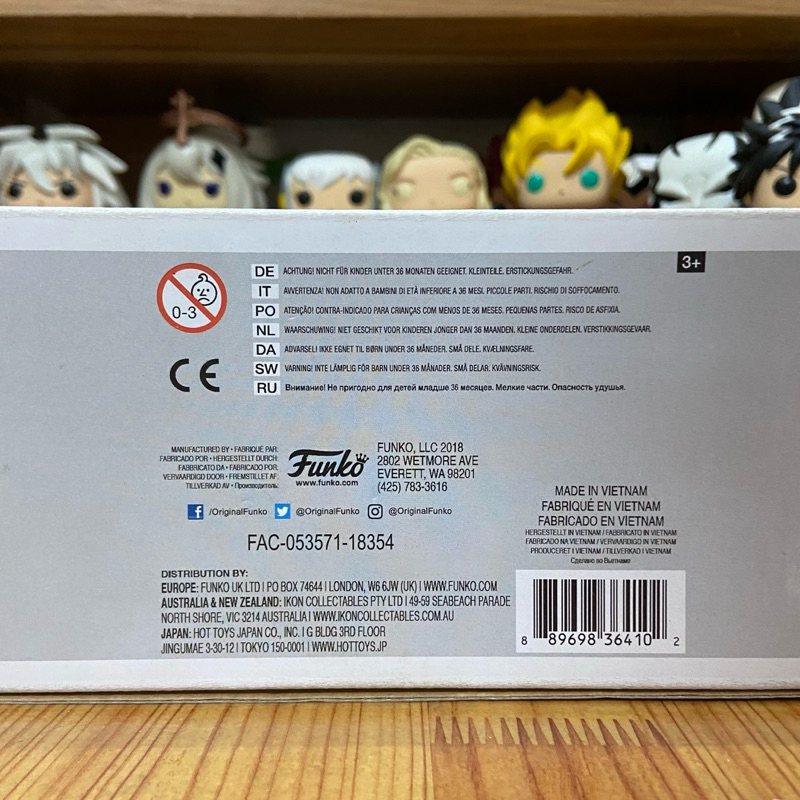 3+
0-3
DE ACHTUNG! NICHT FÜR KINDER UNTER 36 MONATEN GEEIGNET. KLEINTEILE. ERSTICKUNGSGEFAHR.
IT AVVERTENZA! NON ADATTO A BAMBINI DI ETÀ INFERIORE A 36 MESI. PICCOLE PARTI. RISCHIO DI SOFFOCAMENTO.
PO ATENÇÃO! CONTRA-INDICADO PARA CRIANÇAS COM MENOS DE 36 MESES. PEQUENAS PARTES. RISCO DE ASFIXIA.
NL WAARSCHUWING! NIET GESCHIKT VOOR KINDEREN JONGER DAN 36 MAANDEN. KLEINE ONDERDELEN. VERSTIKKINGSGEVAAR.
DA ADVARSEL! IKKE EGNET TIL BØRN UNDER 36 MÅNEDER. SMÅ DELE. KVÆLNINGSFARE.
SW VARNING! INTE LÄMPLIG FÖR BARN UNDER 36 MÅNADER. SMÅ DELAR. KVÄVNINGSRISK.
RU Внимание! Не пригодно для детей младше 36 месяцев. Мелкие части. Опасность удушья.
CE
MANUFACTURED BY • FABRIQUÉ PAR:
FABRICADO POR • HERGESTELLT DURCH:
FABBRICATO DA • FABRICADO POR:
VERVAARDIGD DOOR • FREMSTILLET AF:
TILLVERKAD AV • Производитель:
Funko
www.funko.com
FUNKO, LLC 2018
2802 WETMORE AVE
EVERETT, WA 98201
(425) 783-3616
f /OriginalFunko @OriginalFunko @OriginalFunko
FAC-053571-18354
MADE IN VIETNAM
FABRIQUÉ EN VIETNAM
FABRICADO EN VIETNAM
HERGESTELLT IN VIETNAM / FABRICATO IN VIETNAM
FABRICADO NA VIETNAM / VERVAARDIGD IN VIETNAM
PRODUCERET I VIETNAM / TILLVERKAD I VIETNAM
Сделано во Вьетнаме
DISTRIBUTION BY:
EUROPE: FUNKO UK LTD | PO BOX 74644 | LONDON, W6 6JW (UK) | WWW.FUNKO.COM
AUSTRALIA & NEW ZEALAND: IKON COLLECTABLES PTY LTD | 49-59 SEABEACH PARADE
NORTH SHORE, VIC 3214 AUSTRALIA | WWW.IKONCOLLECTABLES.COM.AU
JAPAN: HOT TOYS JAPAN CO., INC. | G BLDG 3RD FLOOR
JINGUMAE 3-30-12 | TOKYO 150-0001 | WWW.HOTTOYS.JP
8 89698 36410 2